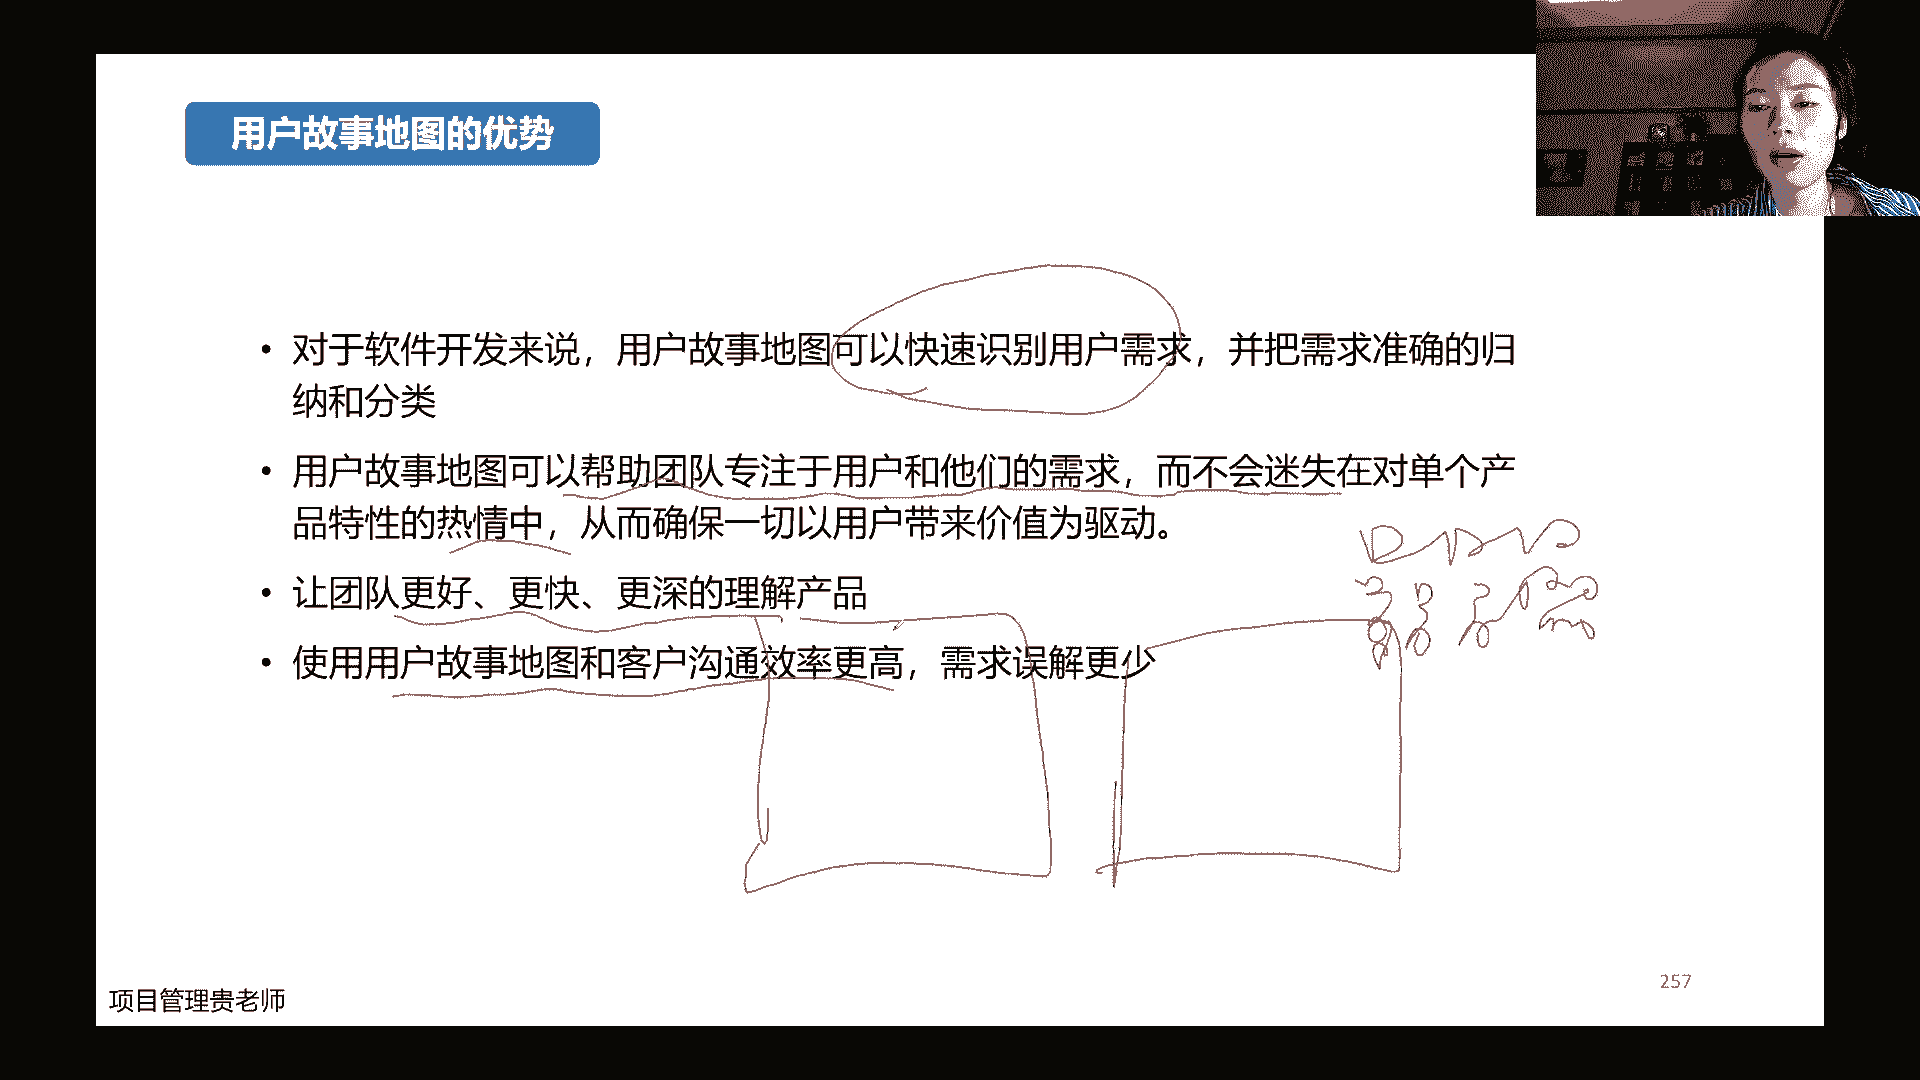 用户故事地图的优势
• 对于软件开发来说，用户故事地图可以快速识别用户需求，并把需求准确的归
纳和分类
• 用户故事地图可以帮助团队专注于用户和他们的需求，而不会迷失在对单个产
品特性的热情中，从而确保一切以用户带来价值为驱动。
• 让团队更好、更快、更深的理解产品
• 使用用户故事地图和客户沟通效率更高，需求误解更少
项目管理贵老师
257